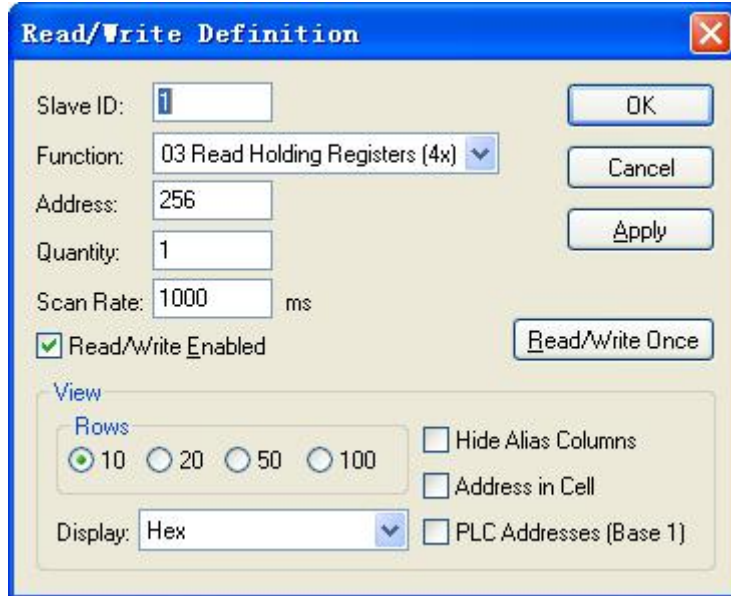 Read/Write Definition
Slave ID: 1
OK
Function: 03 Read Holding Registers (4x)
Cancel
Address: 256
Apply
Quantity: 1
Scan Rate: 1000 ms
Read/Write Enabled
Read/Write Once
View
Rows
10 20 50 100
Hide Alias Columns
Address in Cell
Display: Hex
PLC Addresses (Base 1)